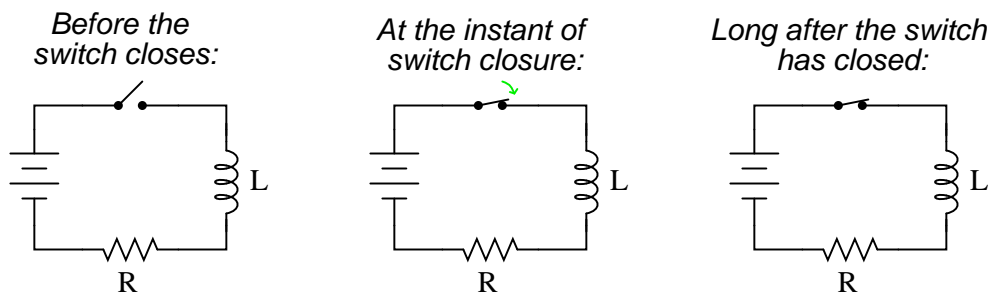 Before the
switch closes:
At the instant of
switch closure:
Long after the switch
has closed:
L
R
L
R
L
R